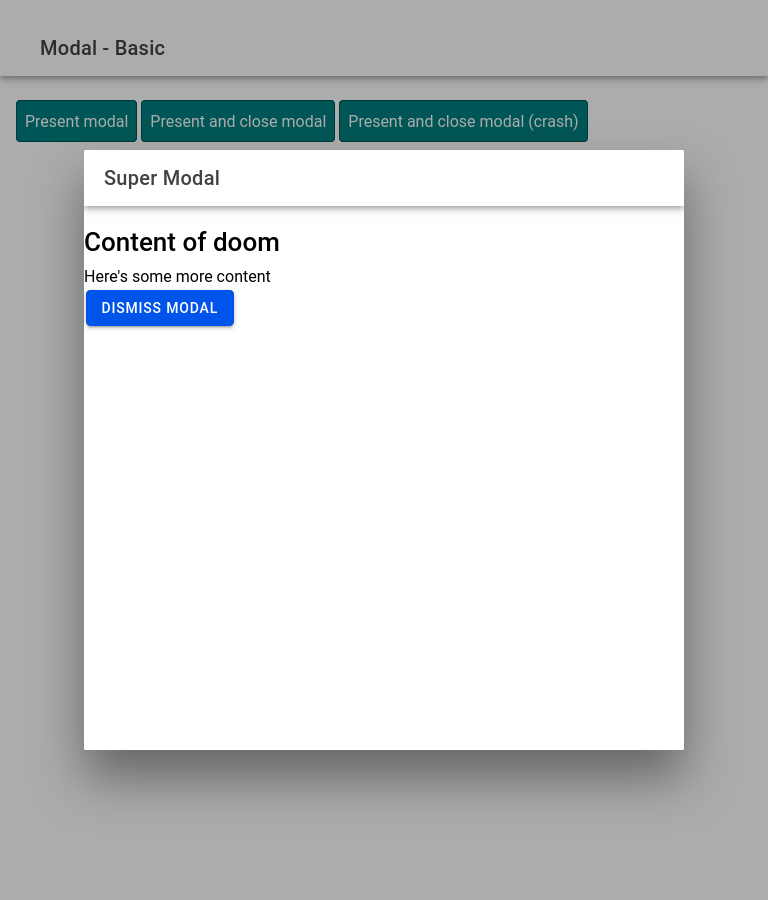 Modal - Basic
Present modal Present and close modal Present and close modal (crash)
Super Modal
Content of doom
Here's some more content
DISMISS MODAL